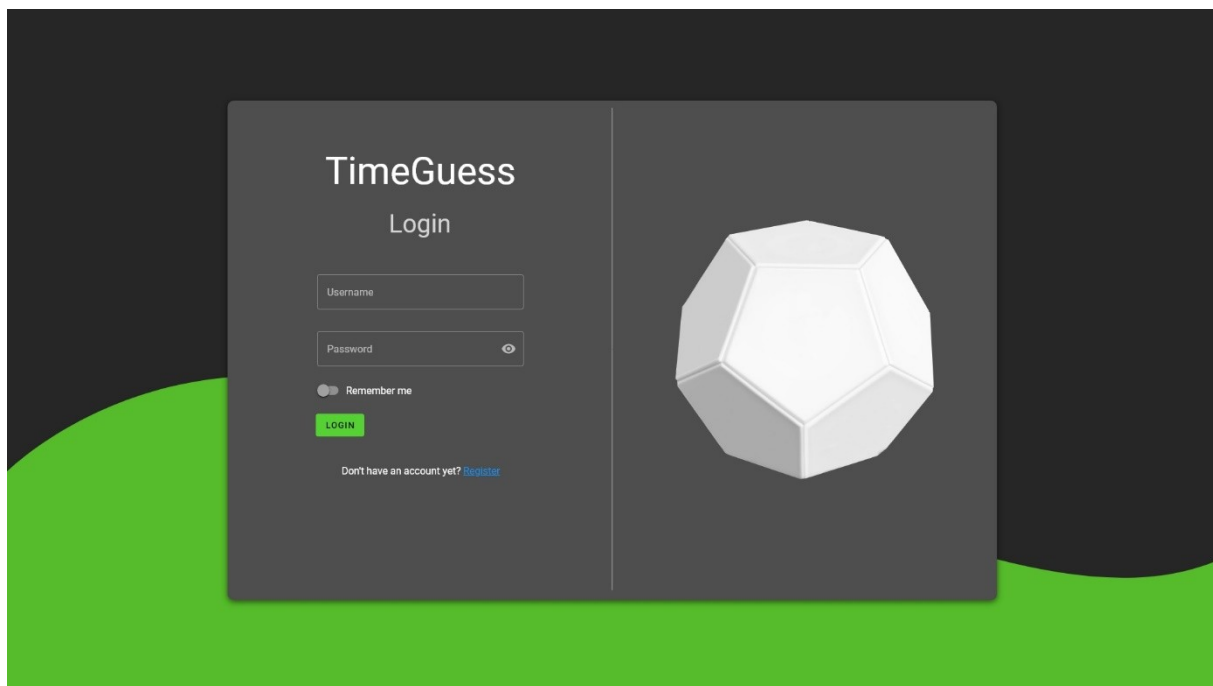 TimeGuess
Login
Username
Password
Remember me
LOGIN
Don't have an account yet? Register